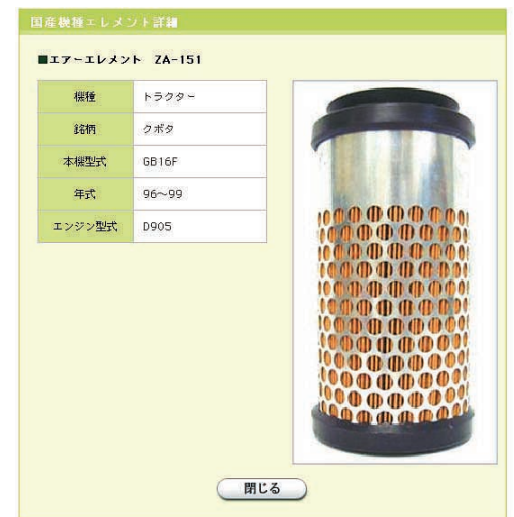 国産機種エレメント詳細
■エアーエレメント ZA-151
機種 トラクター
銘柄 クボタ
本機型式 GB16F
年式 96～99
エンジン型式 D905
閉じる